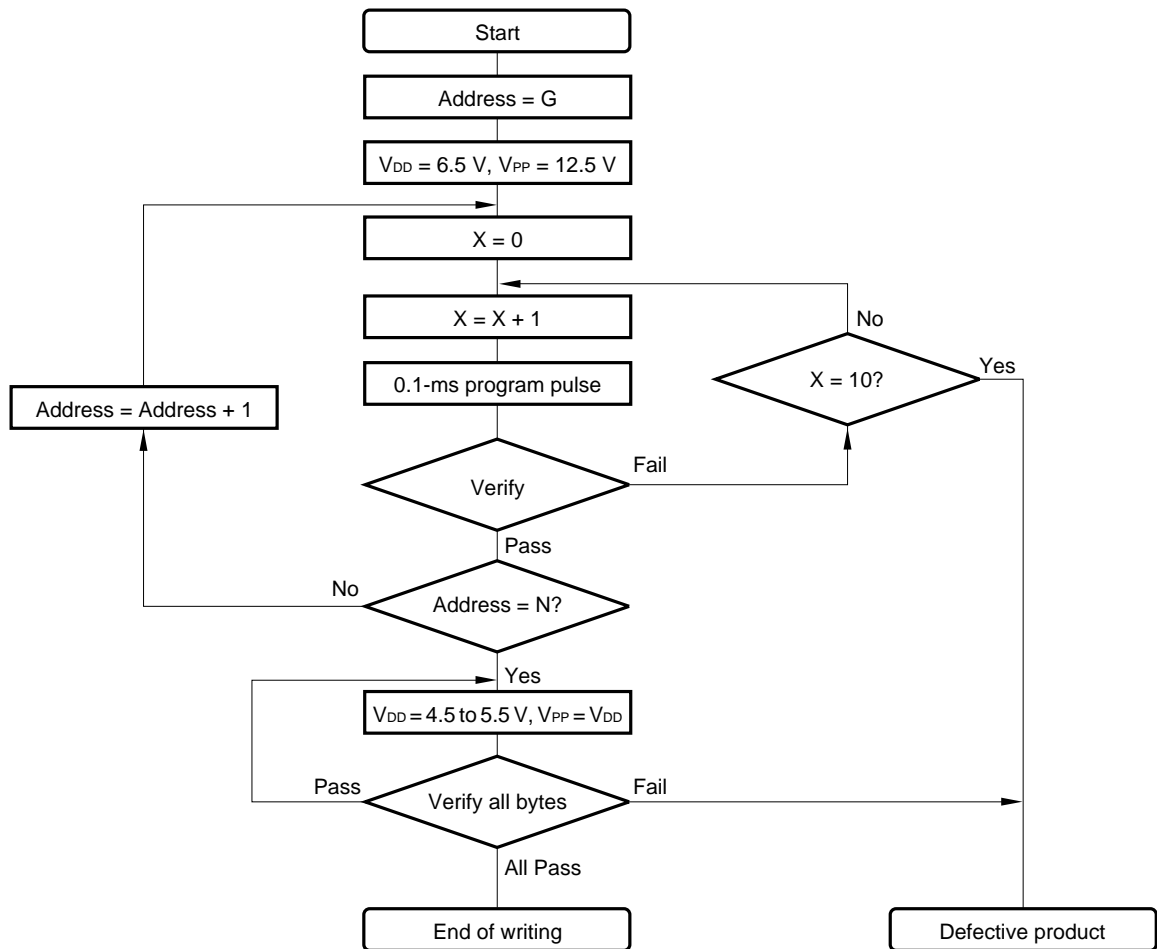 Start
Address = G
VDD = 6.5 V, VPP = 12.5 V
X = 0
X = X + 1
No
0.1-ms program pulse
X = 10?
Yes
Address = Address + 1
Verify
Fail
Pass
No
Address = N?
Yes
VDD = 4.5 to 5.5 V, VPP = VDD
Pass
Verify all bytes
Fail
All Pass
End of writing
Defective product